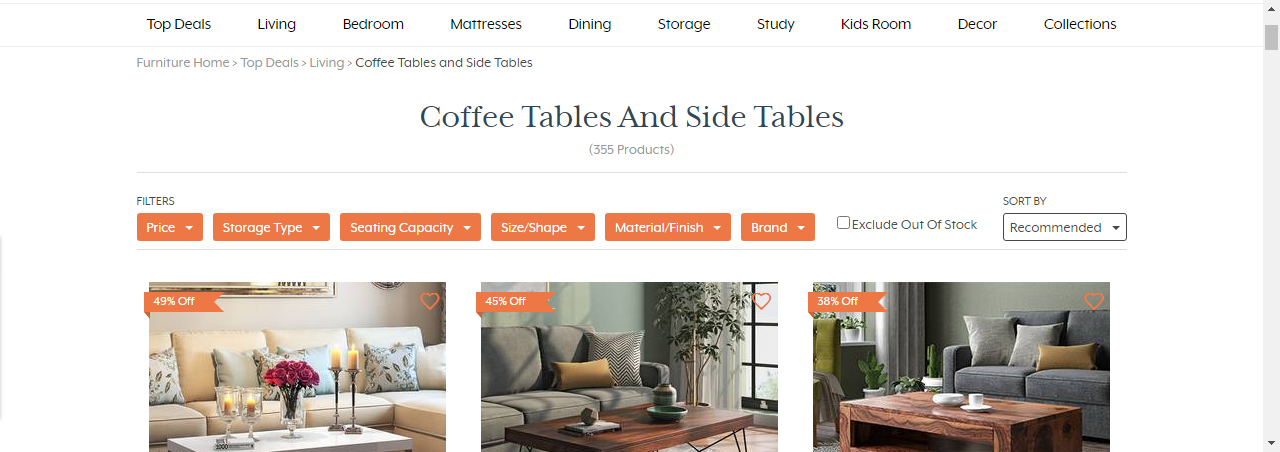 Top Deals Living Bedroom Mattresses Dining Storage Study Kids Room Decor Collections
Furniture Home > Top Deals > Living > Coffee Tables and Side Tables
Coffee Tables And Side Tables
(355 Products)
FILTERS
Price Storage Type Seating Capacity Size/Shape Material/Finish Brand
Exclude Out Of Stock
SORT BY
Recommended
49% Off
45% Off
38% Off